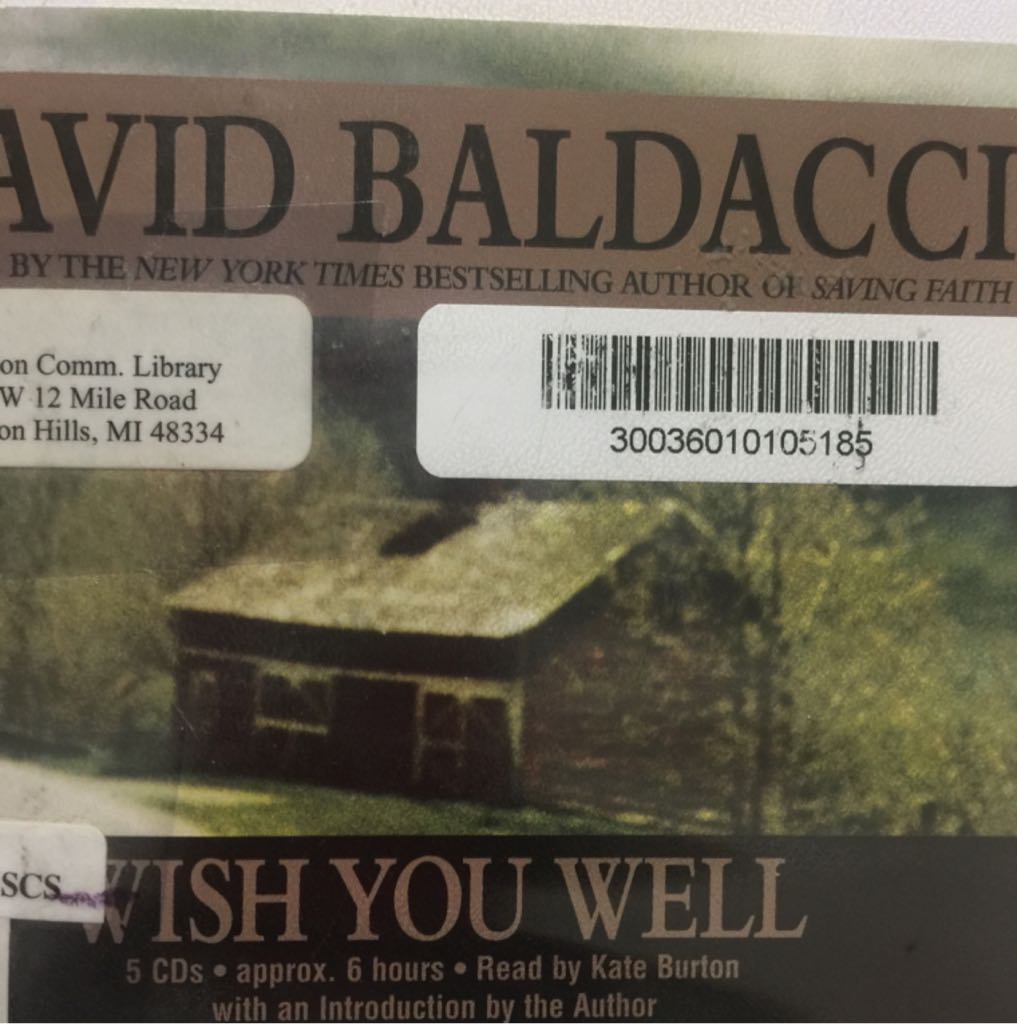 AVID BALDACCI
BY THE NEW YORK TIMES BESTSELLING AUTHOR OF SAVING FAITH
on Comm. Library
W 12 Mile Road
on Hills, MI 48334
30036010105185
SCS
WISH YOU WELL
5 CDs • approx. 6 hours • Read by Kate Burton
with an Introduction by the Author